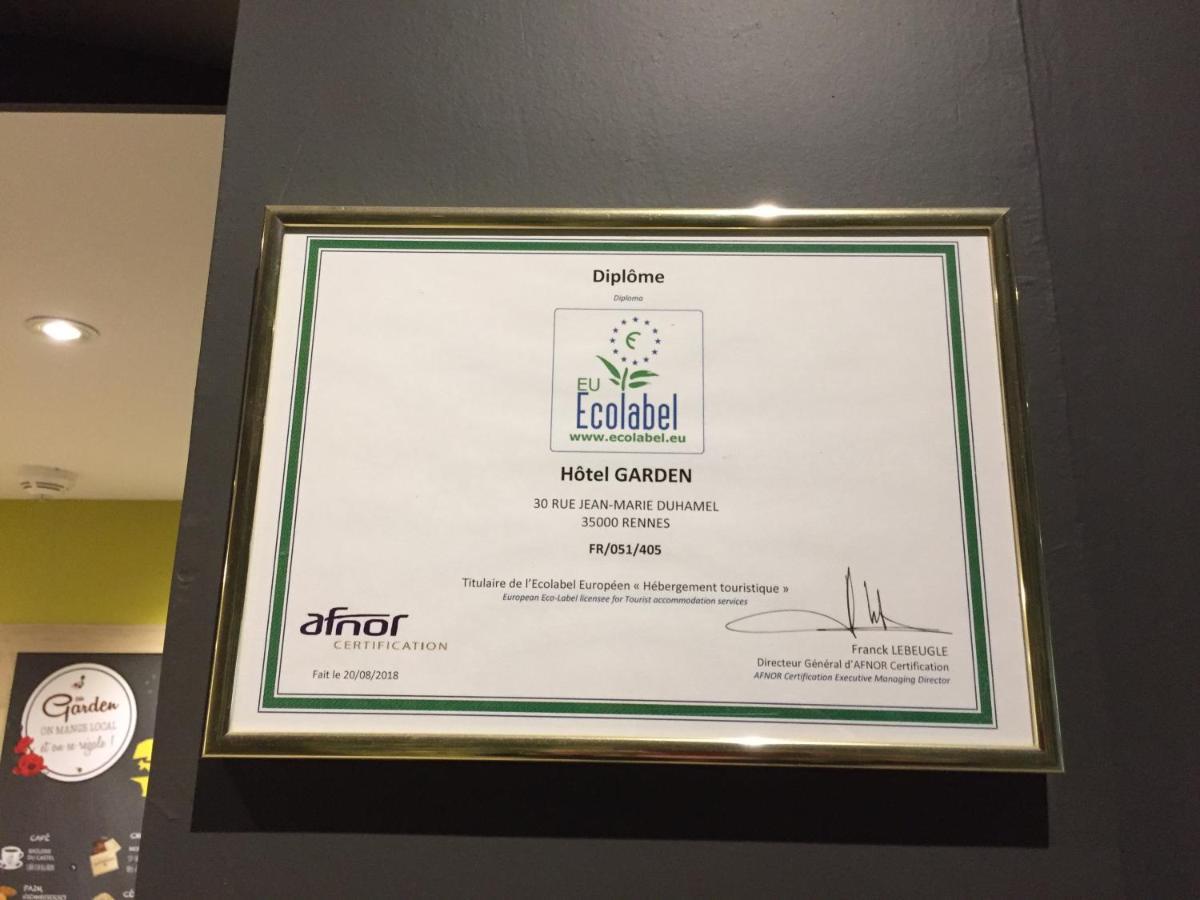 Diplôme
Diploma
EU
Ecolabel
www.ecolabel.eu
Hôtel GARDEN
30 RUE JEAN-MARIE DUHAMEL
35000 RENNES
FR/051/405
Titulaire de l'Ecolabel Européen « Hébergement touristique »
European Eco-Label licensee for Tourist accommodation services
afnor
CERTIFICATION
Fait le 20/08/2018
Franck LEBEUGLE
Directeur Général d'AFNOR Certification
AFNOR Certification Executive Managing Director
Garden
ON MANGE LOCAL
et on se régale !
CAFÉ
PAIN